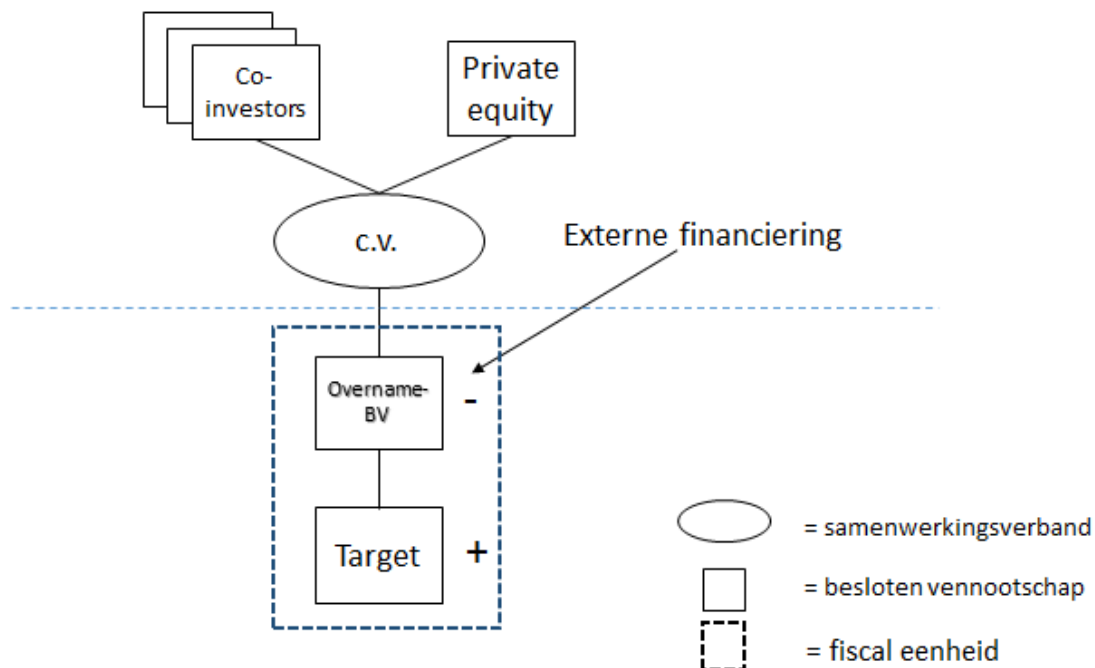 Co-
investors
Private
equity
c.v.
Externe financiering
Overname-
BV
-
Target
+
= samenwerkingsverband
= besloten vennootschap
= fiscal eenheid